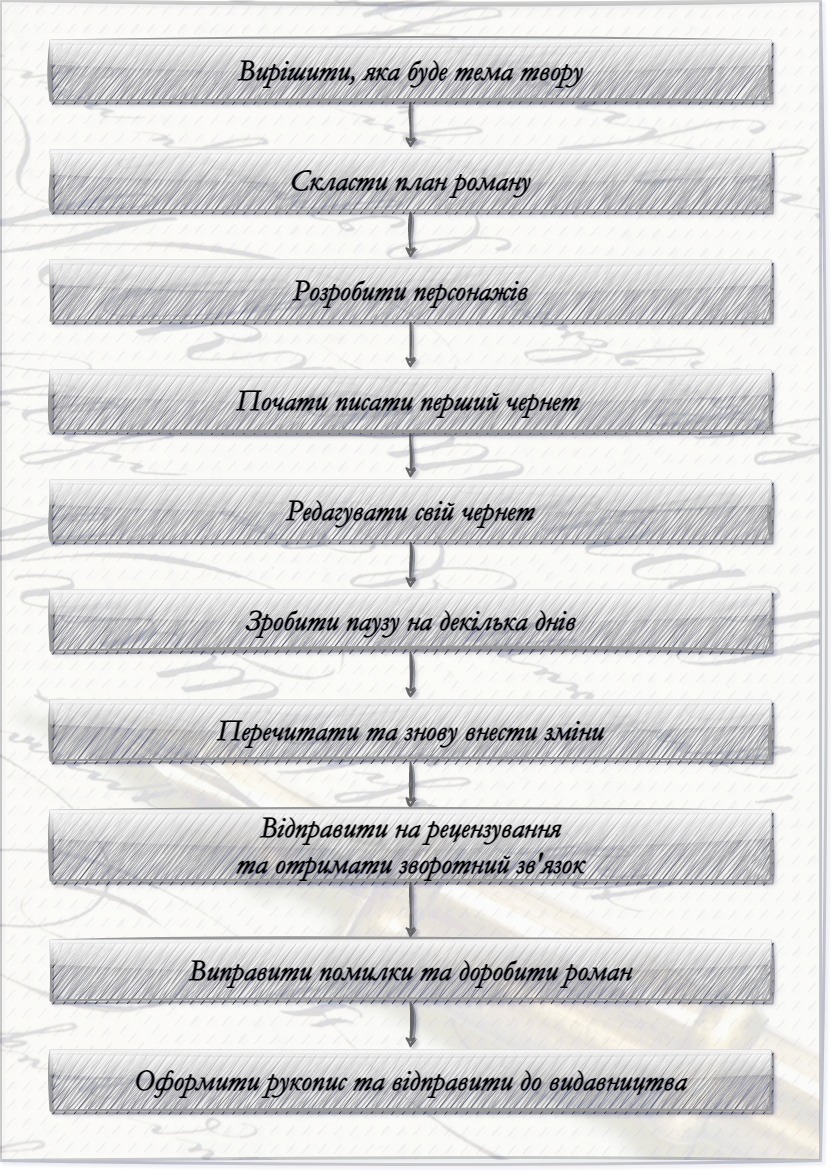 Вирішити, яка буде тема твору
Скласти план роману
Розробити персонажів
Почати писати перший чернет
Редагувати свій чернет
Зробити паузу на декілька днів
Перечитати та знову внести зміни
Відправити на рецензування
та отримати зворотний зв'язок
Виправити помилки та доробити роман
Оформити рукопис та відправити до видавництва